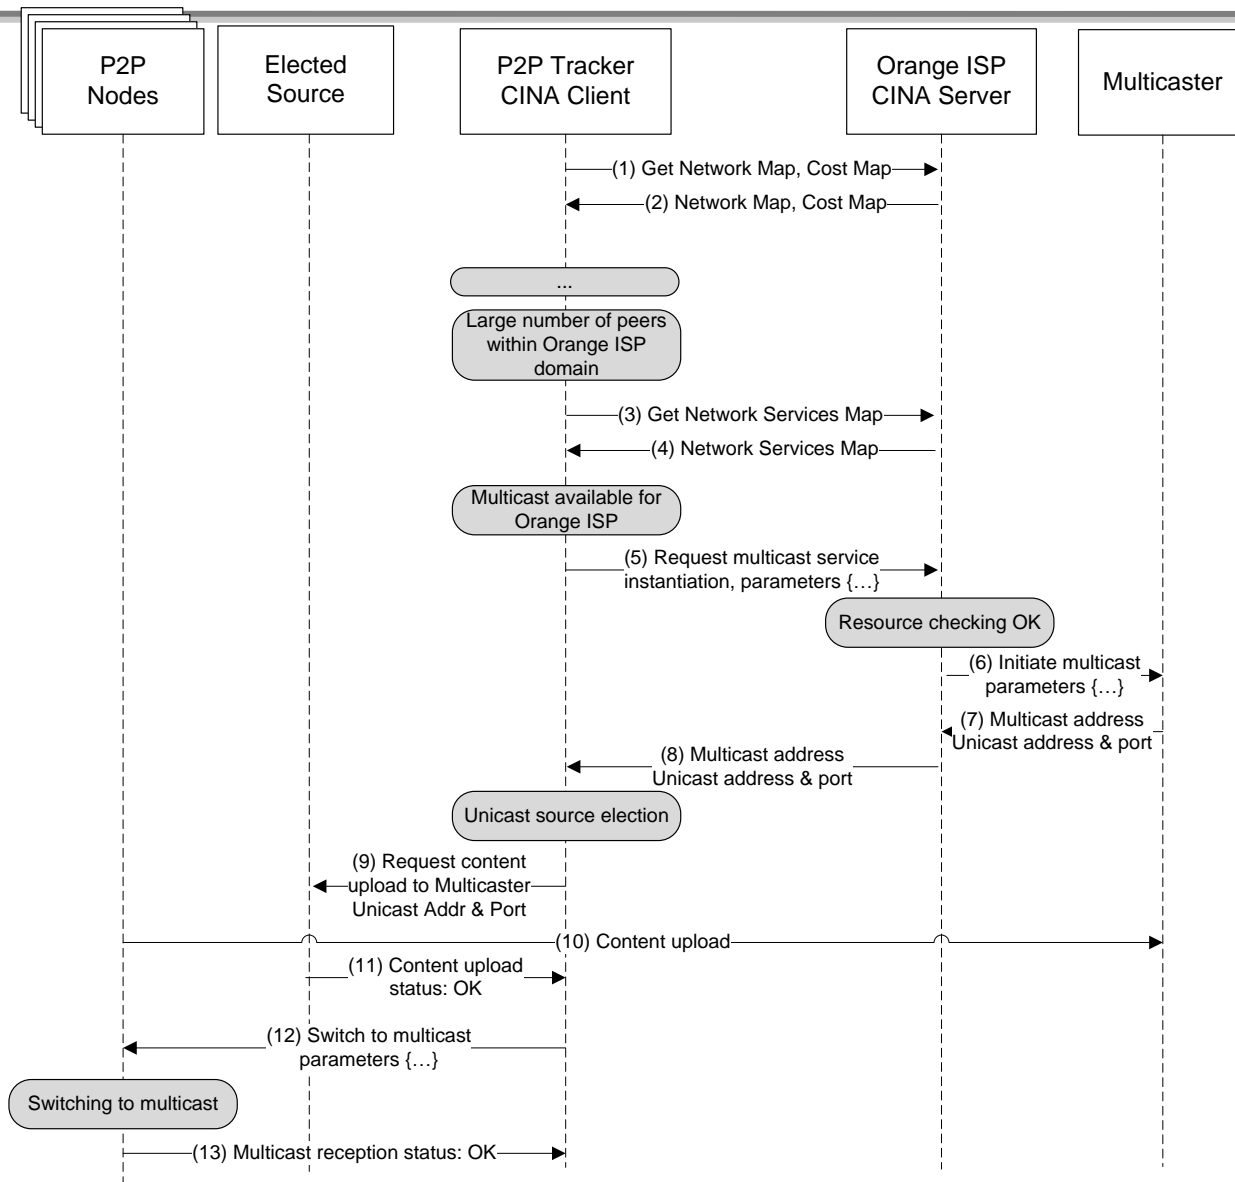 P2P
Nodes
Elected
Source
P2P Tracker
CINA Client
Orange ISP
CINA Server
Multicaster
(1) Get Network Map, Cost Map
(2) Network Map, Cost Map
...
Large number of peers
within Orange ISP
domain
(3) Get Network Services Map
(4) Network Services Map
Multicast available for
Orange ISP
(5) Request multicast service
instantiation, parameters {…}
Resource checking OK
(6) Initiate multicast
parameters {…}
(7) Multicast address
Unicast address & port
(8) Multicast address
Unicast address & port
Unicast source election
(9) Request content
upload to Multicaster
Unicast Addr & Port
(10) Content upload
(11) Content upload
status: OK
(12) Switch to multicast
parameters {…}
Switching to multicast
(13) Multicast reception status: OK